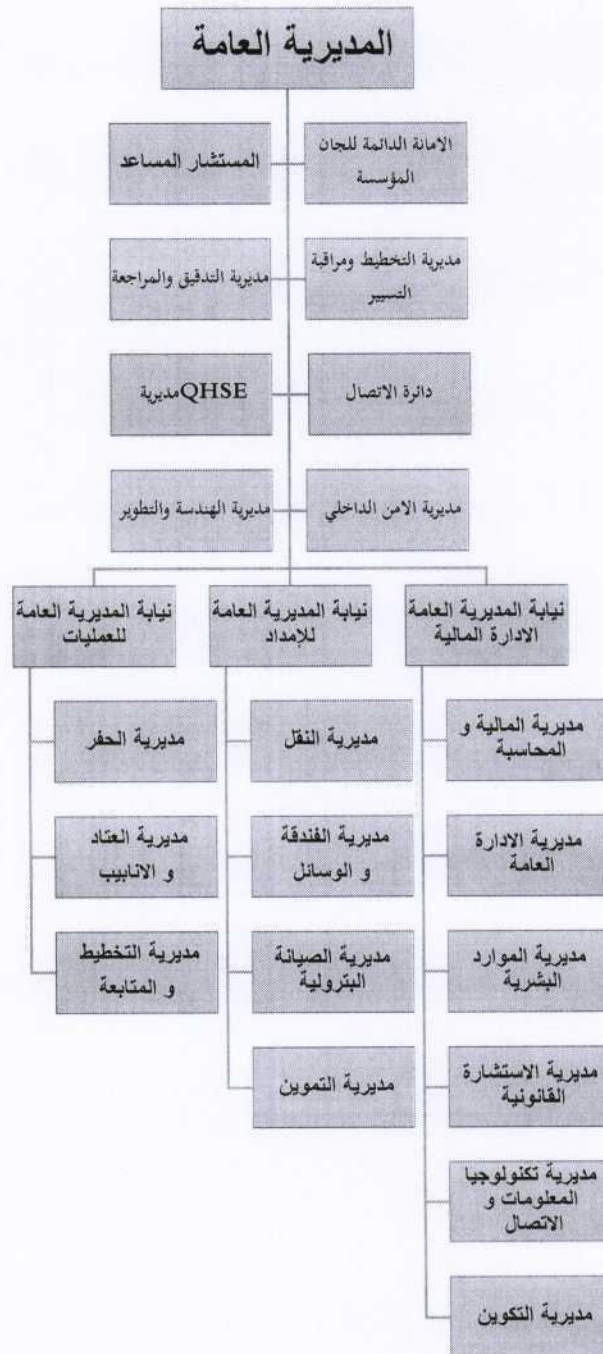 المديرية العامة
الامانة الدائمة للجان
المؤسسة
المستشار المساعد
مديرية التخطيط ومراقبة
التسيير
مديرية التدقيق والمراجعة
دائرة الاتصال
QHSEمديرية
مديرية الامن الداخلي
مديرية الهندسة والتطوير
نيابة المديرية العامة
الادارة المالية
نيابة المديرية العامة
للإمداد
نيابة المديرية العامة
للعمليات
مديرية المالية و
المحاسبة
مديرية الادارة
العامة
مديرية الموارد
البشرية
مديرية الاستشارة
القانونية
مديرية تكنولوجيا
المعلومات و
الاتصال
مديرية التكوين
مديرية النقل
مديرية الفندقة
و الوسائل
مديرية الصيانة
البترولية
مديرية التموين
مديرية الحفر
مديرية العتاد
و الانابيب
مديرية التخطيط
و المتابعة